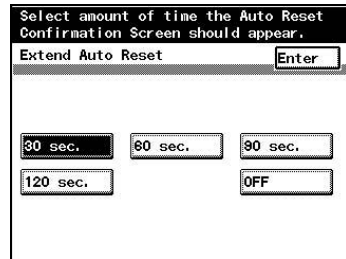 Select amount of time the Auto Reset
Confirmation Screen should appear.
Extend Auto Reset Enter
30 sec. 60 sec. 90 sec.
120 sec. OFF